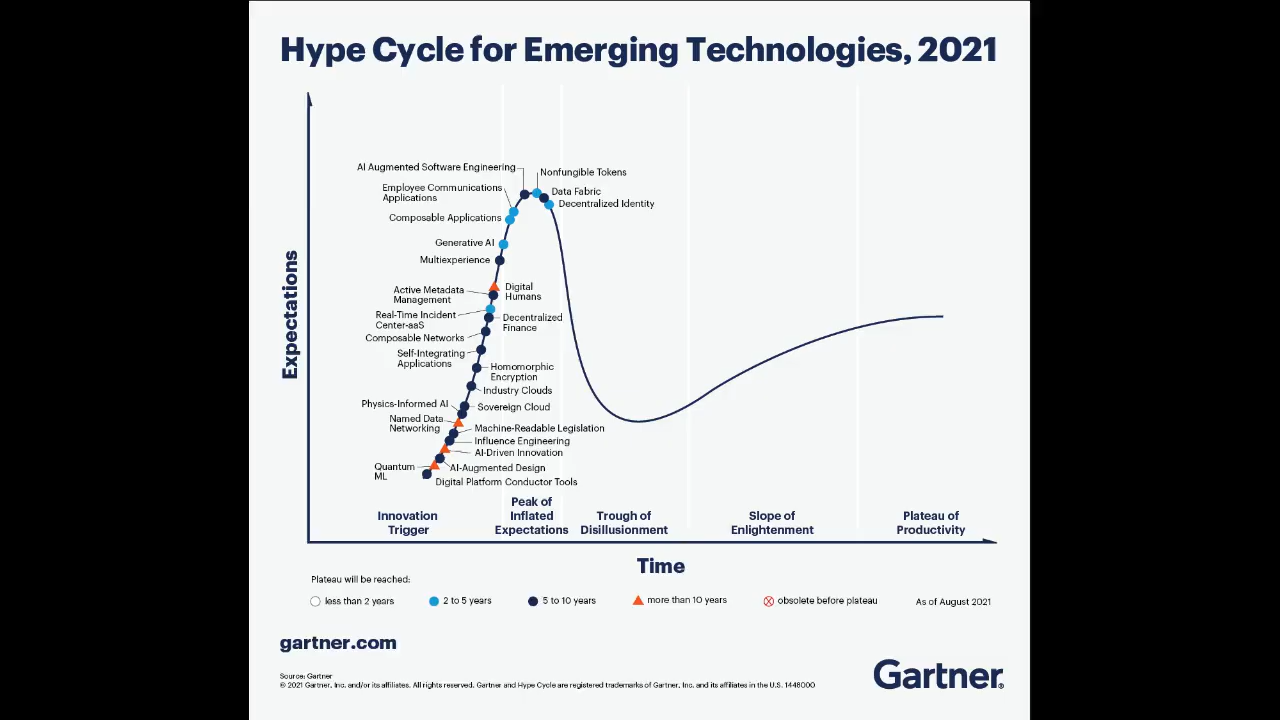 Hype Cycle for Emerging Technologies, 2021
Expectations
AI Augmented Software Engineering
Nonfungible Tokens
Employee Communications
Applications
Data Fabric
Decentralized Identity
Composable Applications
Generative AI
Multiexperience
Active Metadata
Management
Digital
Humans
Real-Time Incident
Center-aaS
Decentralized
Finance
Composable Networks
Self-Integrating
Applications
Homomorphic
Encryption
Industry Clouds
Physics-Informed AI
Sovereign Cloud
Named Data
Networking
Machine-Readable Legislation
Influence Engineering
AI-Driven Innovation
Quantum
ML
AI-Augmented Design
Digital Platform Conductor Tools
Innovation
Trigger
Peak of
Inflated
Expectations
Trough of
Disillusionment
Slope of
Enlightenment
Plateau of
Productivity
Time
Plateau will be reached:
less than 2 years
2 to 5 years
5 to 10 years
more than 10 years
obsolete before plateau
As of August 2021
gartner.com
Source: Gartner
© 2021 Gartner, Inc. and/or its affiliates. All rights reserved. Gartner and Hype Cycle are registered trademarks of Gartner, Inc. and its affiliates in the U.S. 1448000
Gartner®